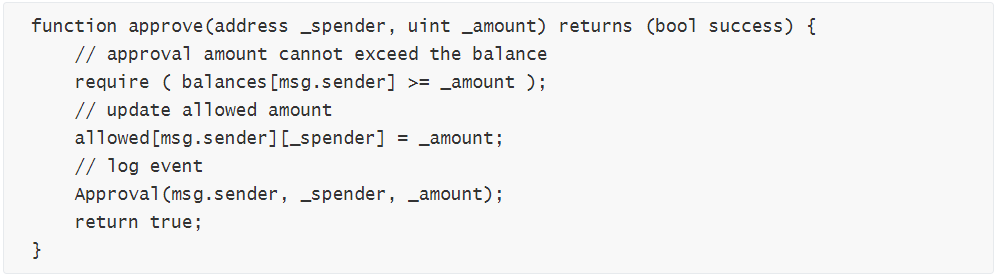 function approve(address _spender, uint _amount) returns (bool success) {
    // approval amount cannot exceed the balance
    require ( balances[msg.sender] >= _amount );
    // update allowed amount
    allowed[msg.sender][_spender] = _amount;
    // log event
    Approval(msg.sender, _spender, _amount);
    return true;
}